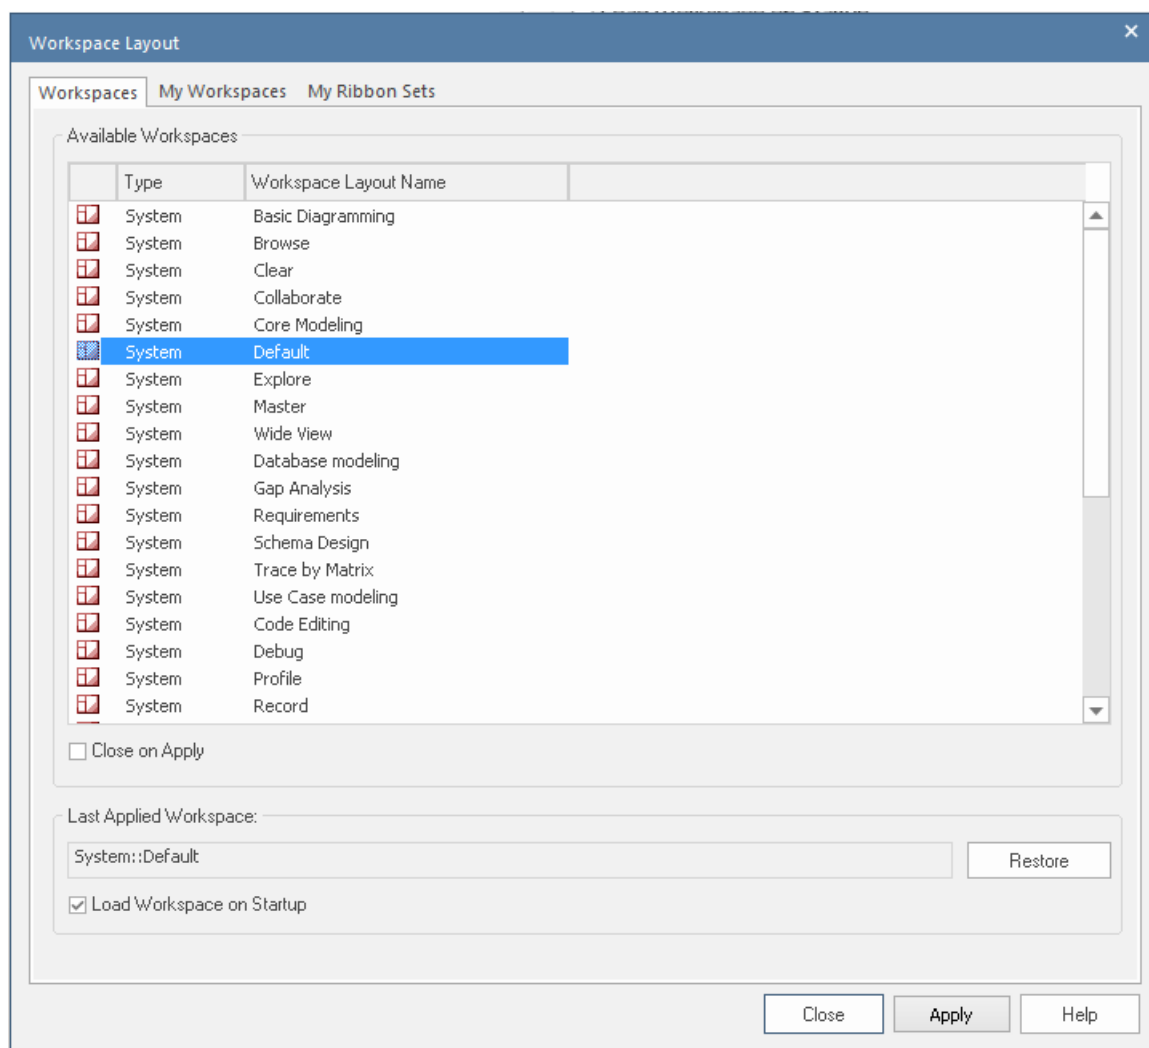 Workspace Layout
Workspaces My Workspaces My Ribbon Sets
Available Workspaces
Type Workspace Layout Name
System Basic Diagramming
System Browse
System Clear
System Collaborate
System Core Modeling
System Default
System Explore
System Master
System Wide View
System Database modeling
System Gap Analysis
System Requirements
System Schema Design
System Trace by Matrix
System Use Case modeling
System Code Editing
System Debug
System Profile
System Record
Close on Apply
Last Applied Workspace:
System::Default Restore
Load Workspace on Startup
Close Apply Help